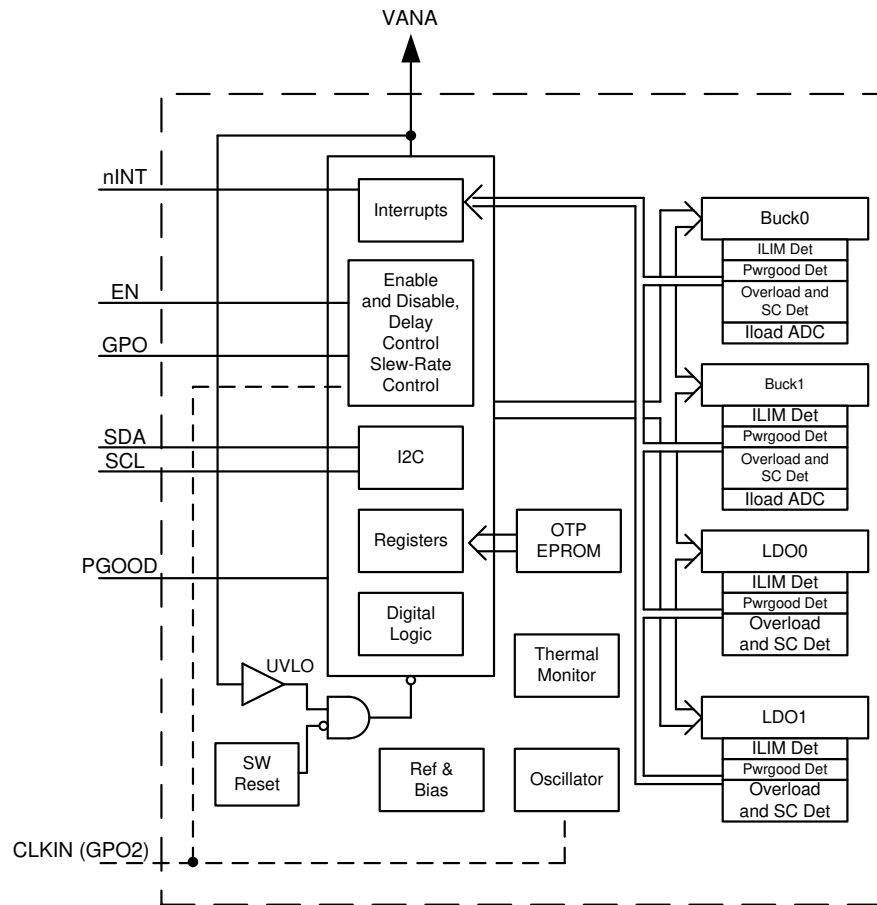 VANA
nINT
Interrupts
EN
GPO
Enable
and Disable,
Delay
Control
Slew-Rate
Control
SDA
SCL
I2C
Registers
OTP
EPROM
PGOOD
Digital
Logic
UVLO
Thermal
Monitor
SW
Reset
Ref &
Bias
Oscillator
CLKIN (GPO2)
Buck0
ILIM Det
Pwrgood Det
Overload and
SC Det
Iload ADC
Buck1
ILIM Det
Pwrgood Det
Overload and
SC Det
Iload ADC
LDO0
ILIM Det
Pwrgood Det
Overload
and SC Det
LDO1
ILIM Det
Pwrgood Det
Overload
and SC Det